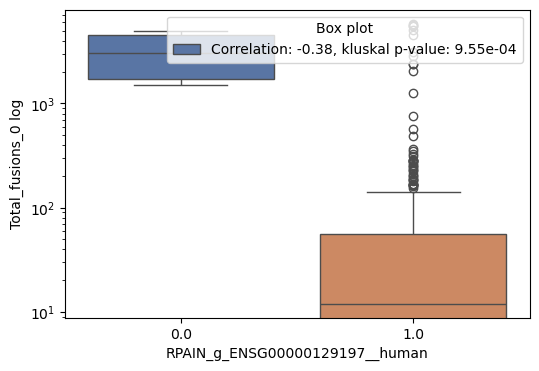 Box plot
Correlation: -0.38, kluskal p-value: 9.55e-04
Total_fusions_0 log
10³
10²
10¹
0.0
1.0
RPAIN_g_ENSG00000129197__human